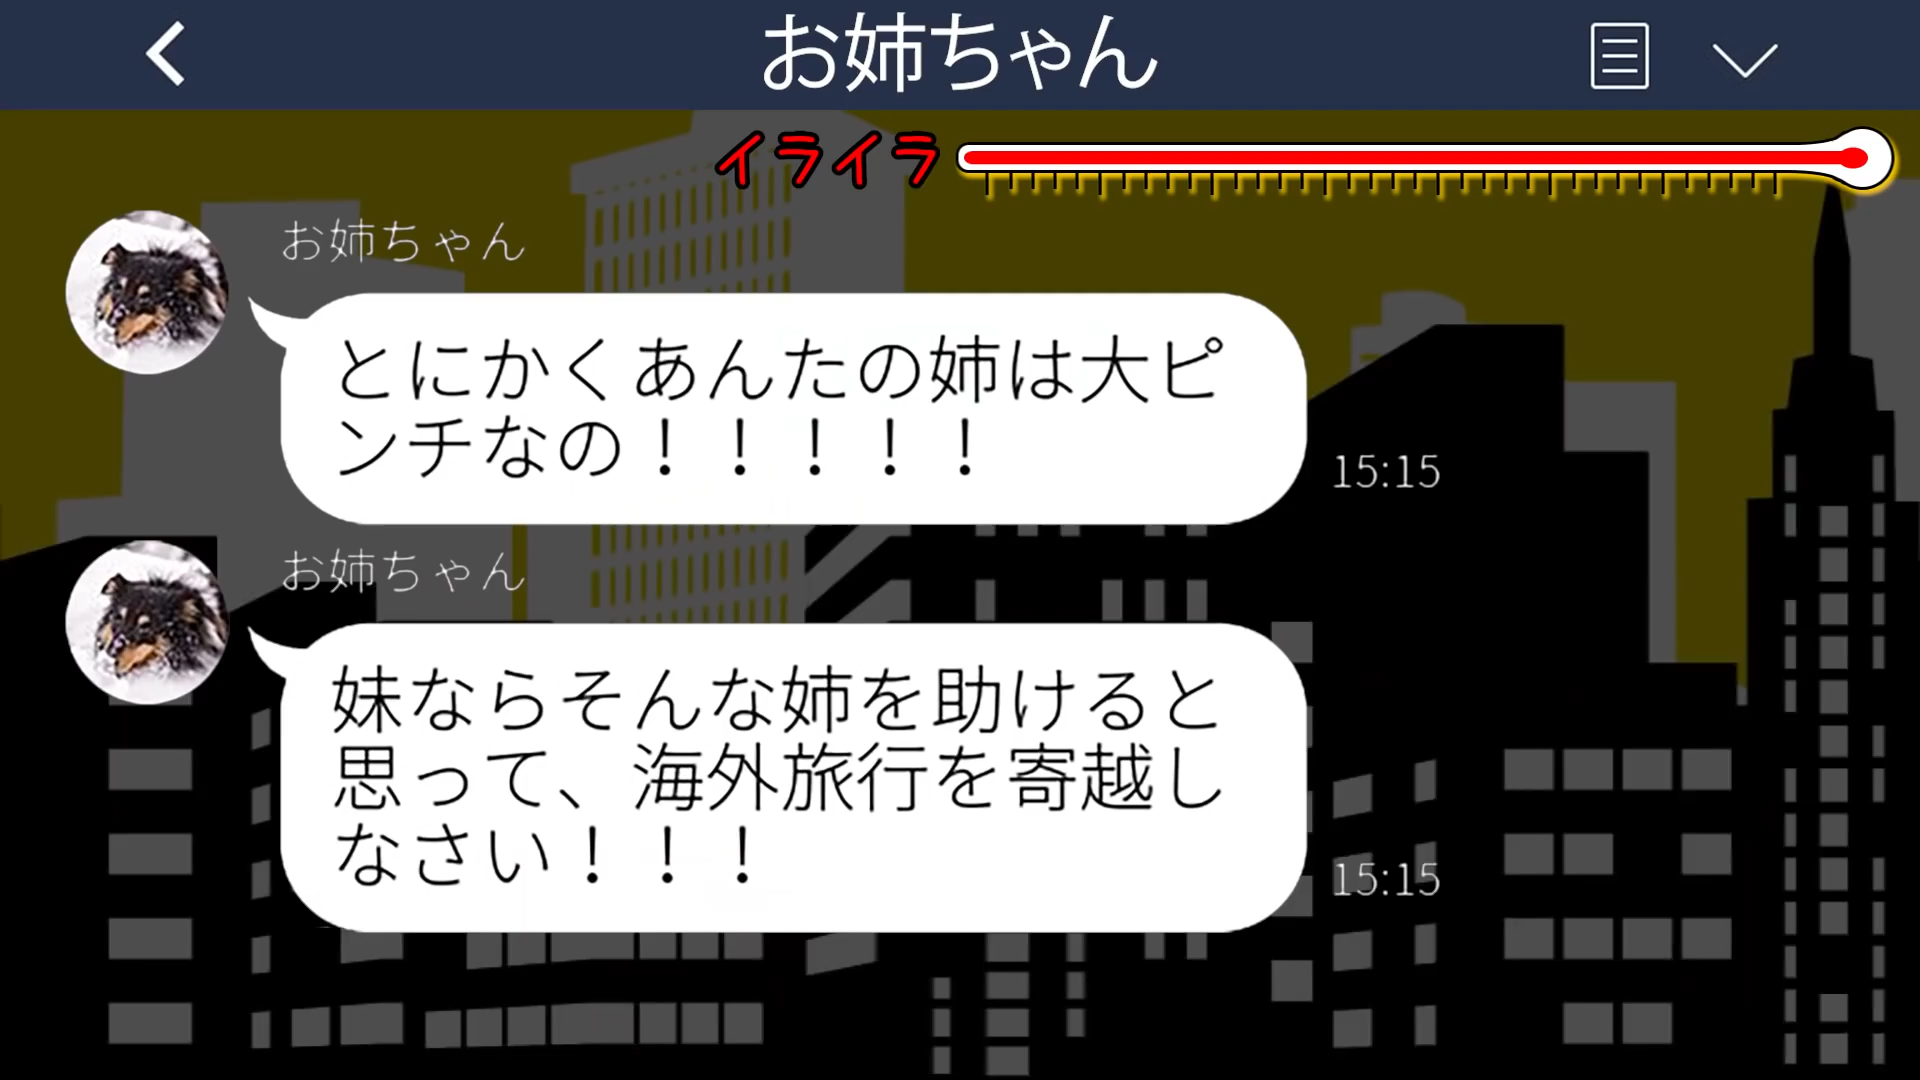 お姉ちゃん
イライラ
お姉ちゃん
とにかくあんたの姉は大ピ
ンチなの！！！！！
15:15
お姉ちゃん
妹ならそんな姉を助けると
思って、海外旅行を寄越し
なさい！！！
15:15